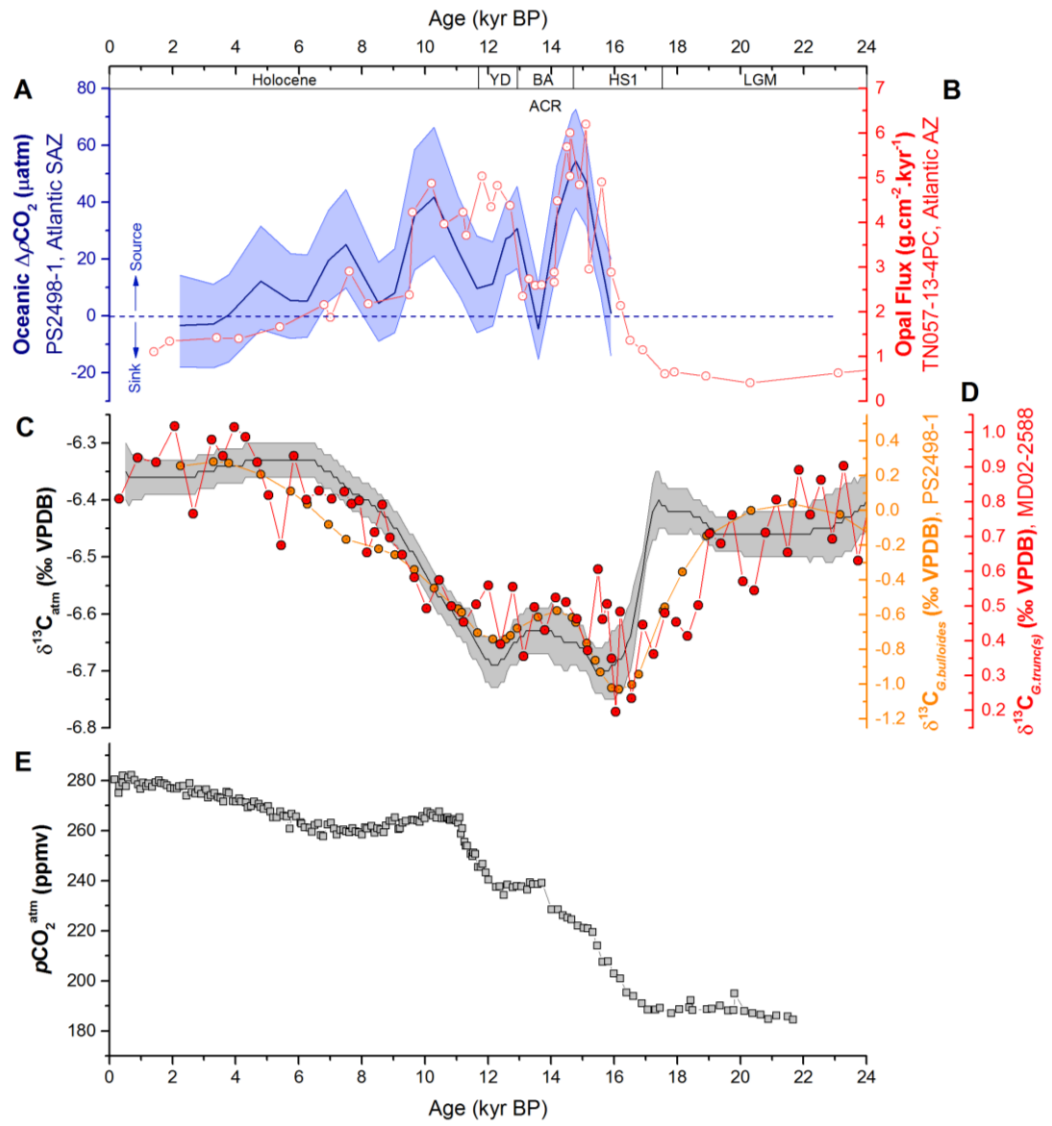 Age (kyr BP)
0 2 4 6 8 10 12 14 16 18 20 22 24
Holocene YD BA HS1 LGM
ACR
A
80
60
40
20
0
-20
Oceanic ΔpCO₂ (μatm)
PS2498-1, Atlantic SAZ
Source
Sink
B
7
6
5
4
3
2
1
0
Opal Flux (g.cm⁻².kyr⁻¹)
TN057-13-4PC, Atlantic AZ
C
-6.3
-6.4
-6.5
-6.6
-6.7
-6.8
δ¹³Catm (‰ VPDB)
0.4
0.2
0.0
-0.2
-0.4
-0.6
-0.8
-1.0
-1.2
δ¹³CG.bulloides (‰ VPDB), PS2498-1
D
1.0
0.9
0.8
0.7
0.6
0.5
0.4
0.3
0.2
δ¹³CG.trunc(s) (‰ VPDB), MD02-2588
E
280
260
240
220
200
180
pCO₂atm (ppmv)
0 2 4 6 8 10 12 14 16 18 20 22 24
Age (kyr BP)